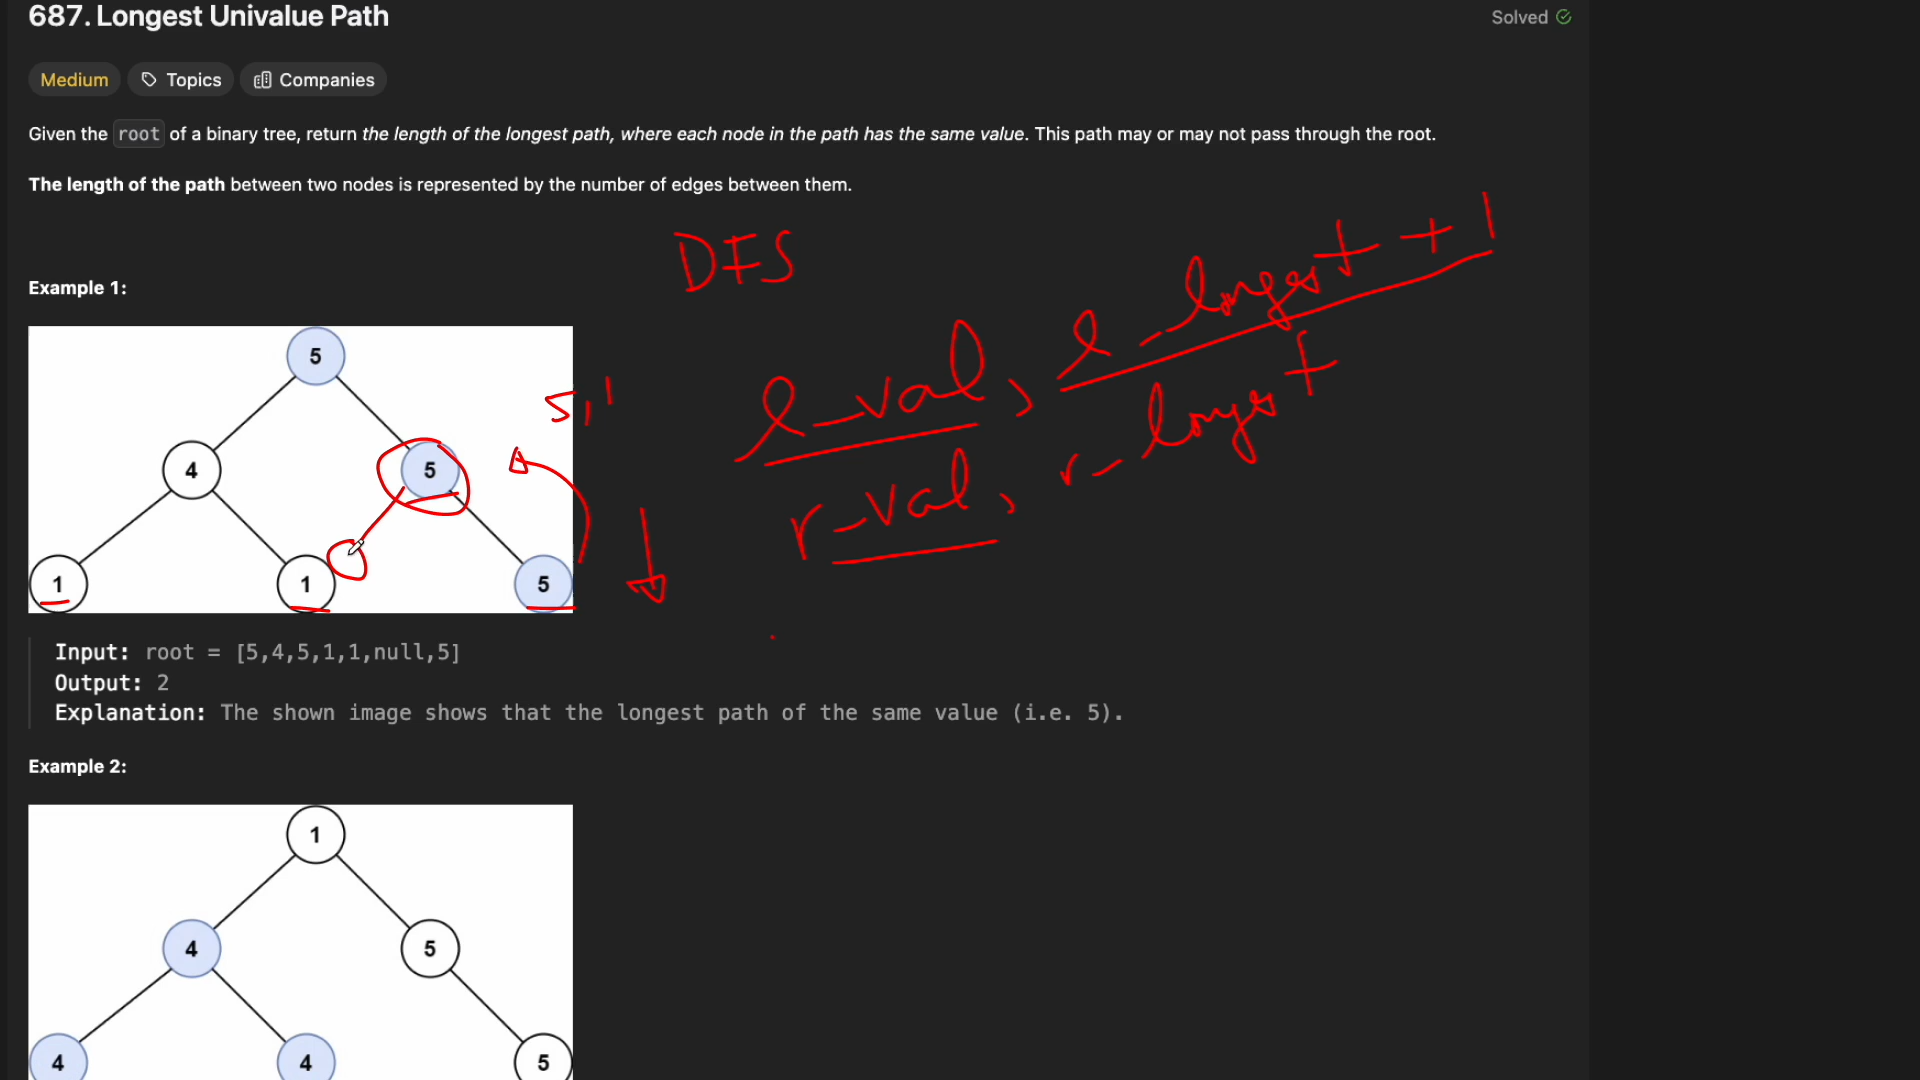 687. Longest Univalue Path
Solved
Medium
Topics
Companies
Given the root of a binary tree, return the length of the longest path, where each node in the path has the same value. This path may or may not pass through the root.
The length of the path between two nodes is represented by the number of edges between them.
DFS
l-val, l-longest + 1
r-val, r-longest
Example 1:
5
5,1
4 5
1 1 5
Input: root = [5,4,5,1,1,null,5]
Output: 2
Explanation: The shown image shows that the longest path of the same value (i.e. 5).
Example 2:
1
4 5
4 4 5